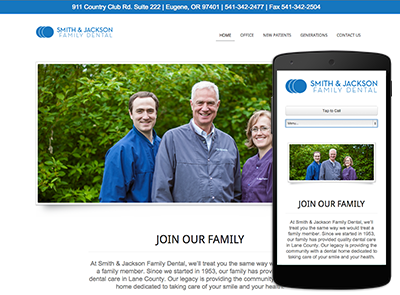 911 Country Club Rd. Suite 222 | Eugene, OR 97401 | 541-342-2477 | Fax 541-342-2504
SMITH & JACKSON
FAMILY DENTAL
HOME OFFICE NEW PATIENTS GENERATIONS CONTACT US
JOIN OUR FAMILY
At Smith & Jackson Family Dental, we'll treat you the same way we
a family member. Since we started in 1953, our family has provi
dental care in Lane County. Our legacy is providing the communit
home dedicated to taking care of your smile and your
SMITH & JACKSON
FAMILY DENTAL
Tap to Call
Menu...
JOIN OUR FAMILY
At Smith & Jackson Family Dental, we'll
treat you the same way we would treat a
family member. Since we started in 1953,
our family has provided quality dental care
in Lane County. Our legacy is providing the
community with a dental home dedicated to
taking care of your smile and your health.